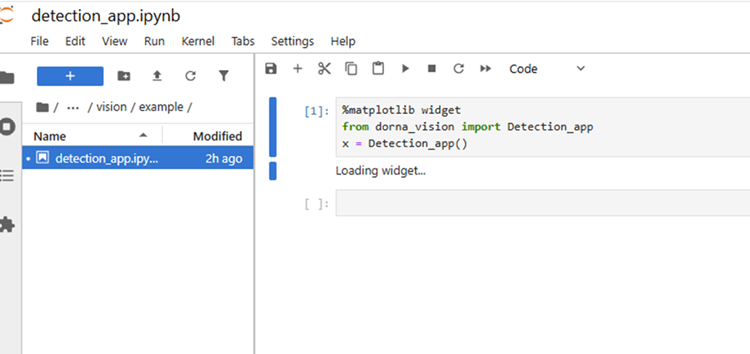 detection_app.ipynb
File Edit View Run Kernel Tabs Settings Help
+
Code
/ ··· / vision / example /
Name Modified
detection_app.ipy... 2h ago
[1]: %matplotlib widget
from dorna_vision import Detection_app
x = Detection_app()
Loading widget...
[ ]: